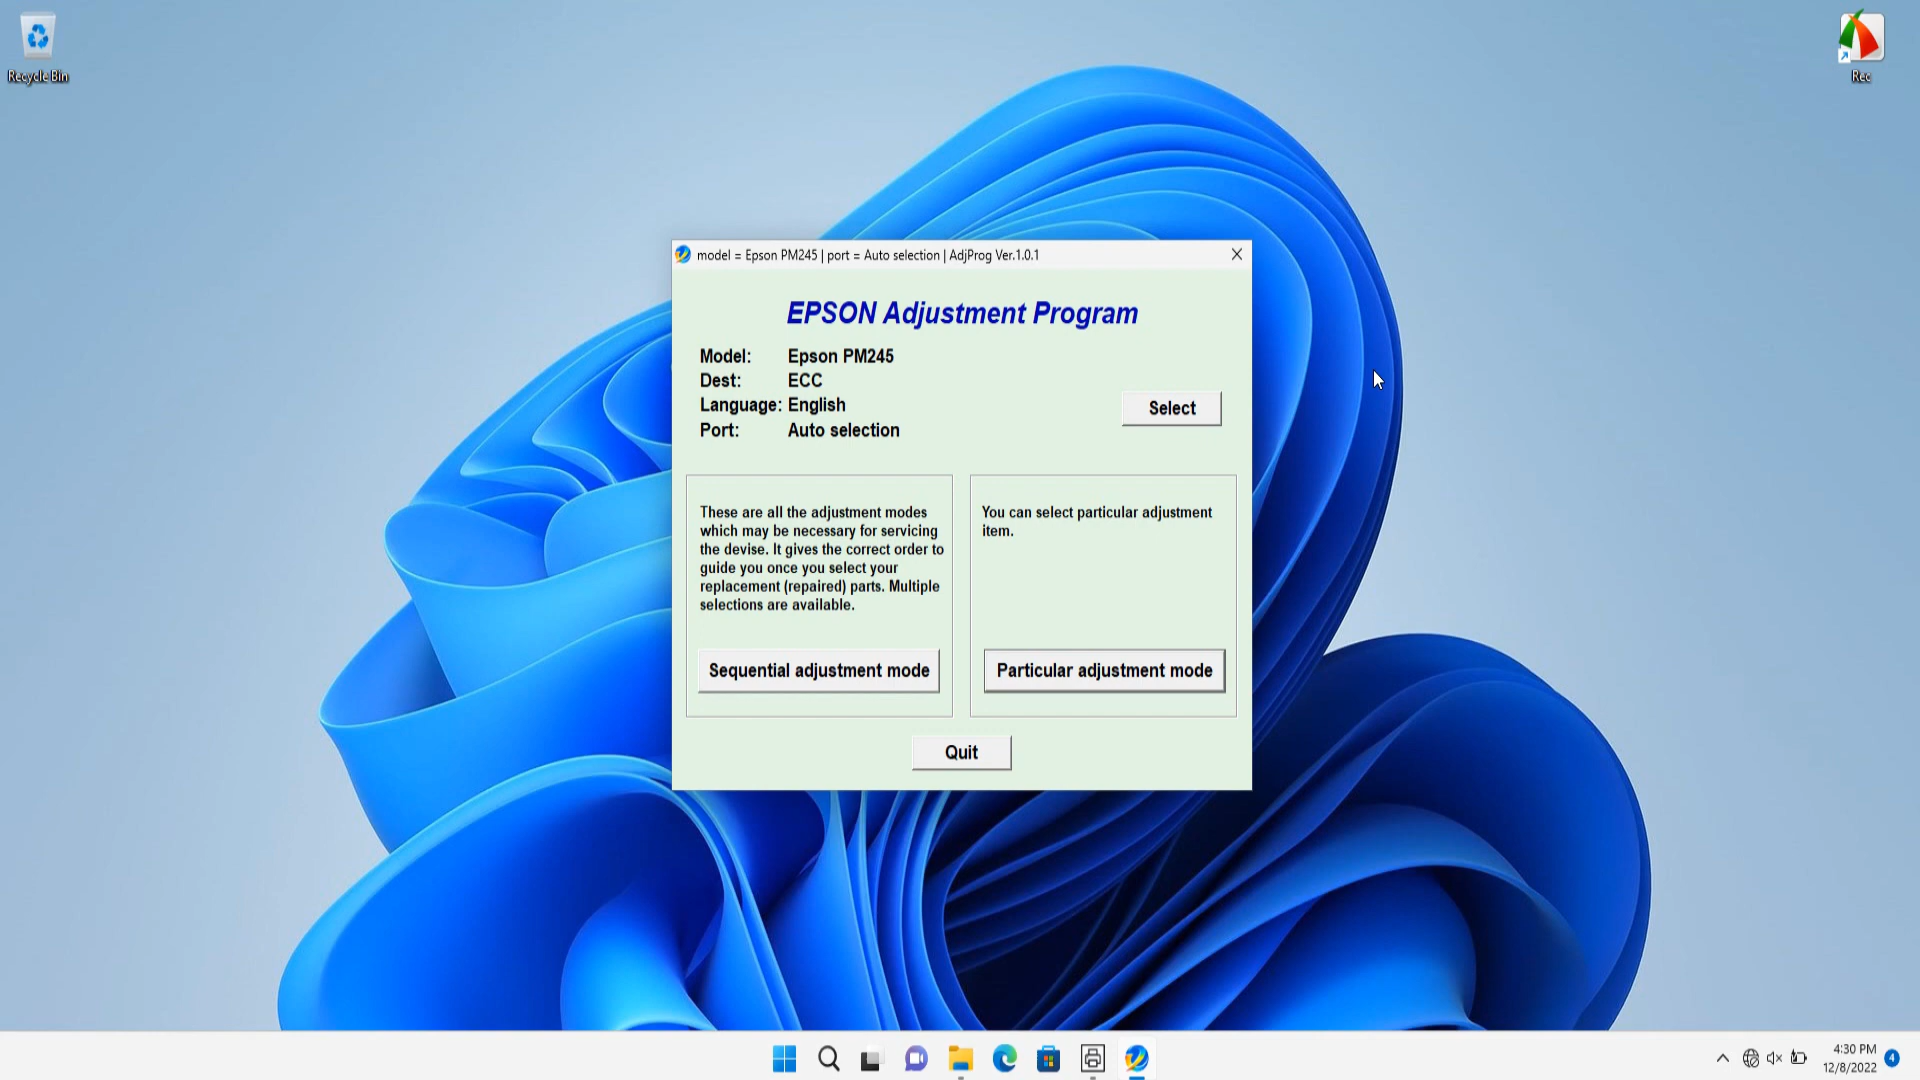 Recycle Bin
Rec
model = Epson PM245 | port = Auto selection | AdjProg Ver.1.0.1
EPSON Adjustment Program
Model: Epson PM245
Dest: ECC
Language: English
Port: Auto selection
Select
These are all the adjustment modes
which may be necessary for servicing
the devise. It gives the correct order to
guide you once you select your
replacement (repaired) parts. Multiple
selections are available.
Sequential adjustment mode
You can select particular adjustment
item.
Particular adjustment mode
Quit
4:30 PM
12/8/2022
4